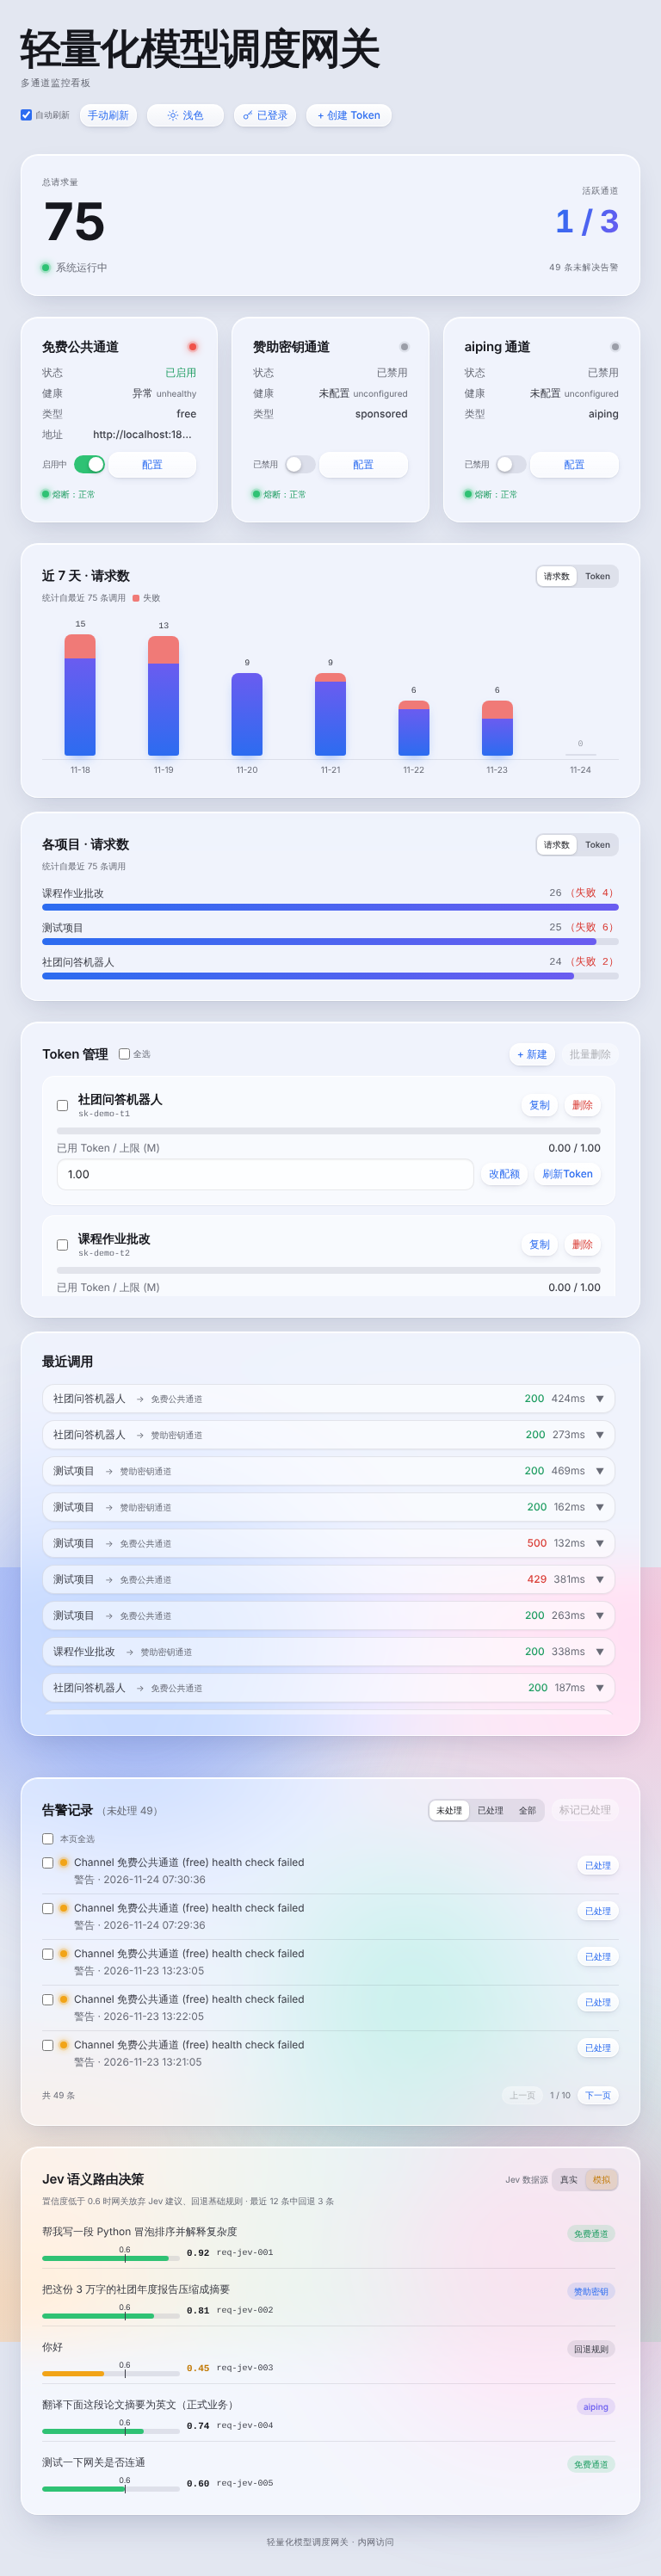 轻量化模型调度网关
多通道监控看板
自动刷新 手动刷新 浅色 已登录 + 创建 Token
总请求量
活跃通道
75
1 / 3
系统运行中
49 条未解决告警
免费公共通道
状态 已启用
健康 异常 unhealthy
类型 free
地址 http://localhost:18...
启用中 配置
熔断：正常
赞助密钥通道
状态 已禁用
健康 未配置 unconfigured
类型 sponsored
已禁用 配置
熔断：正常
aiping 通道
状态 已禁用
健康 未配置 unconfigured
类型 aiping
已禁用 配置
熔断：正常
近 7 天 · 请求数 请求数 Token
统计自最近 75 条调用 失败
15 13 9 9 6 6 0
11-18 11-19 11-20 11-21 11-22 11-23 11-24
各项目 · 请求数 请求数 Token
统计自最近 75 条调用
课程作业批改 26 （失败 4）
测试项目 25 （失败 6）
社团问答机器人 24 （失败 2）
Token 管理 全选 + 新建 批量删除
社团问答机器人 复制 删除
sk-demo-t1
已用 Token / 上限 (M) 0.00 / 1.00
1.00 改配额 刷新Token
课程作业批改 复制 删除
sk-demo-t2
已用 Token / 上限 (M) 0.00 / 1.00
最近调用
社团问答机器人 → 免费公共通道 200 424ms ▼
社团问答机器人 → 赞助密钥通道 200 273ms ▼
测试项目 → 赞助密钥通道 200 469ms ▼
测试项目 → 赞助密钥通道 200 162ms ▼
测试项目 → 免费公共通道 500 132ms ▼
测试项目 → 免费公共通道 429 381ms ▼
测试项目 → 免费公共通道 200 263ms ▼
课程作业批改 → 赞助密钥通道 200 338ms ▼
社团问答机器人 → 免费公共通道 200 187ms ▼
告警记录 （未处理 49） 未处理 已处理 全部 标记已处理
本页全选
Channel 免费公共通道 (free) health check failed 已处理
警告 · 2026-11-24 07:30:36
Channel 免费公共通道 (free) health check failed 已处理
警告 · 2026-11-24 07:29:36
Channel 免费公共通道 (free) health check failed 已处理
警告 · 2026-11-23 13:23:05
Channel 免费公共通道 (free) health check failed 已处理
警告 · 2026-11-23 13:22:05
Channel 免费公共通道 (free) health check failed 已处理
警告 · 2026-11-23 13:21:05
共 49 条 上一页 1 / 10 下一页
Jev 语义路由决策 Jev 数据源 真实 模拟
置信度低于 0.6 时网关放弃 Jev 建议、回退基础规则 · 最近 12 条中回退 3 条
帮我写一段 Python 冒泡排序并解释复杂度 免费通道
0.6 0.92 req-jev-001
把这份 3 万字的社团年度报告压缩成摘要 赞助密钥
0.6 0.81 req-jev-002
你好 回退规则
0.6 0.45 req-jev-003
翻译下面这段论文摘要为英文（正式业务） aiping
0.6 0.74 req-jev-004
测试一下网关是否连通 免费通道
0.6 0.60 req-jev-005
轻量化模型调度网关 · 内网访问